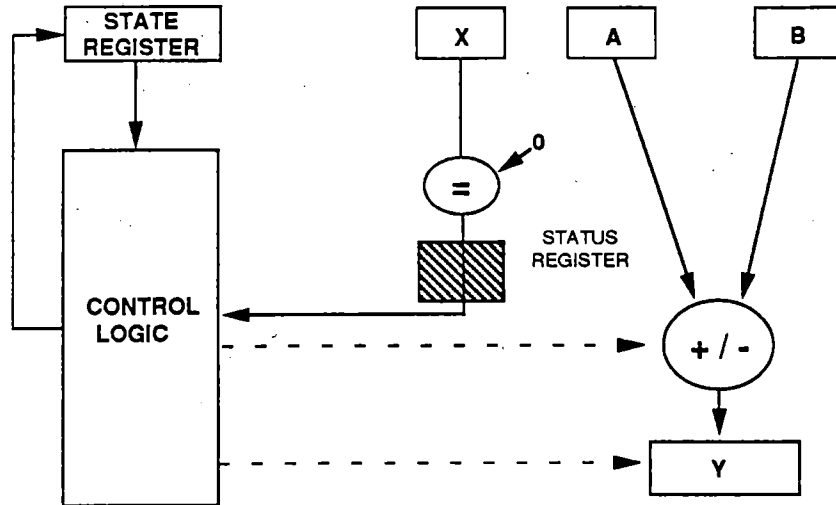 STATE
REGISTER
X
A
B
0
=
STATUS
REGISTER
CONTROL
LOGIC
+ / -
Y